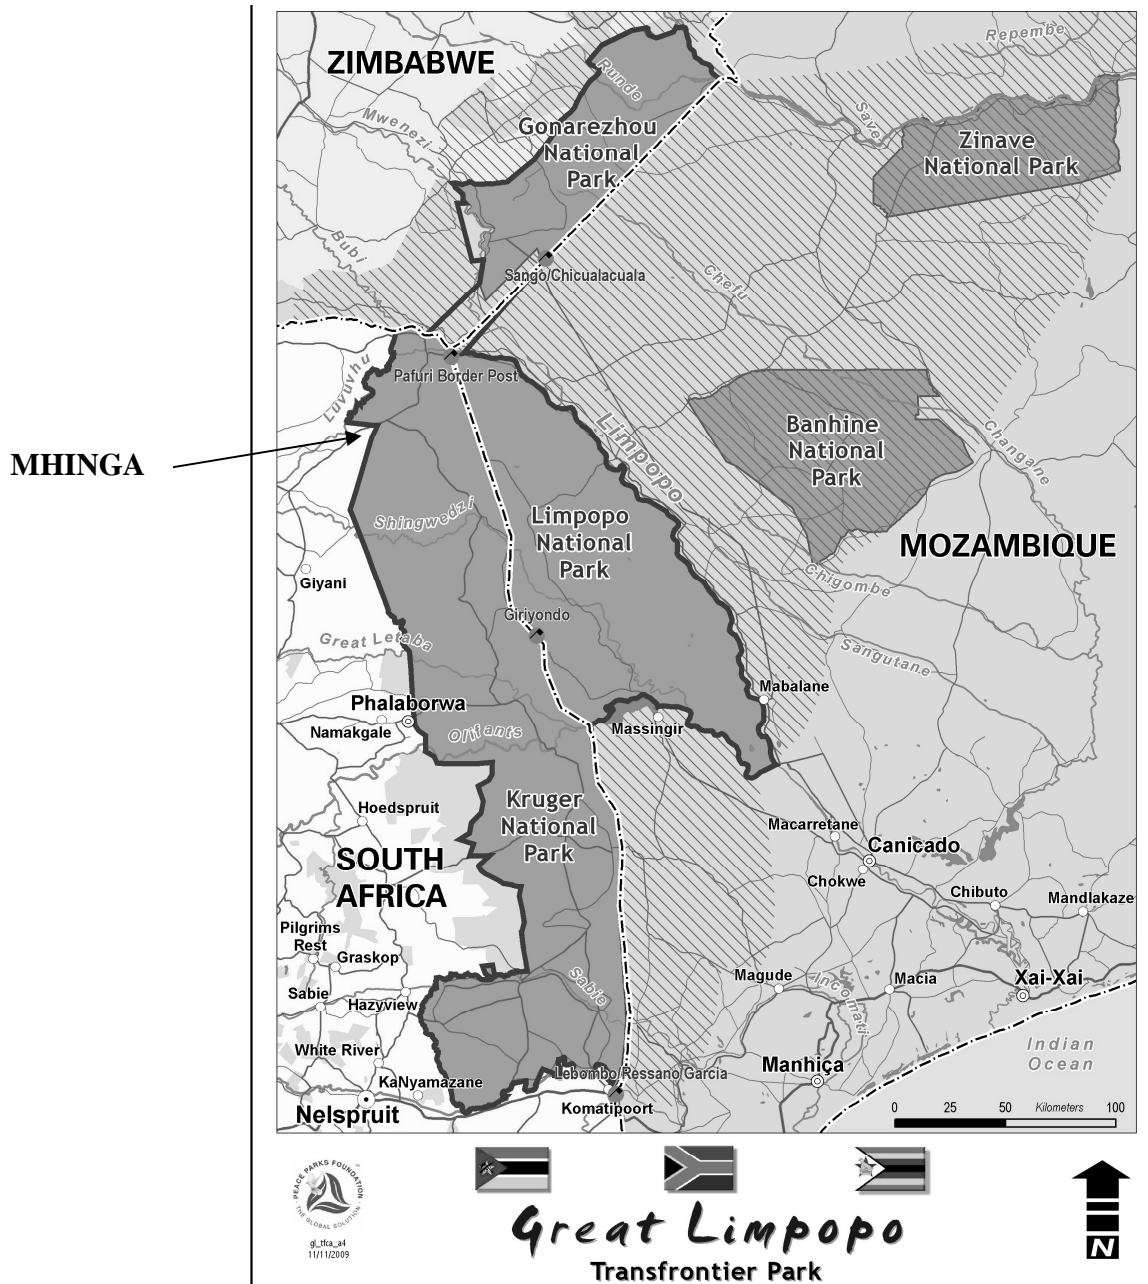 ZIMBABWE
Repembe
Runde
Mwenezi
Save
Gonarezhou
National
Park
Zinave
National Park
Bubi
Sango/Chicualacuala
Chefu
Luvuvhu
Pafuri Border Post
MHINGA
Limpopo
Banhine
National
Park
Changane
Shingwedzi
Limpopo
National
Park
MOZAMBIQUE
Giyani
Chigombe
Giriyondo
Great Letaba
Sangutane
Mabalane
Phalaborwa
Namakgale
Olifants
Massingir
Hoedspruit
Kruger
National
Park
Macarretane
Canicado
SOUTH
AFRICA
Chokwe
Chibuto
Mandlakaze
Pilgrims
Rest
Graskop
Sabie
Hazyview
Sabie
Magude
Incomati
Macia
Xai-Xai
White River
KaNyamazane
Lebombo/Ressano Garcia
Manhiça
Indian
Ocean
Nelspruit
Komatipoort
0 25 50 Kilometers 100
PEACE PARKS FOUNDATION
THE GLOBAL SOLUTION
gl_tfca_a4
11/11/2009
Great Limpopo
Transfrontier Park
N